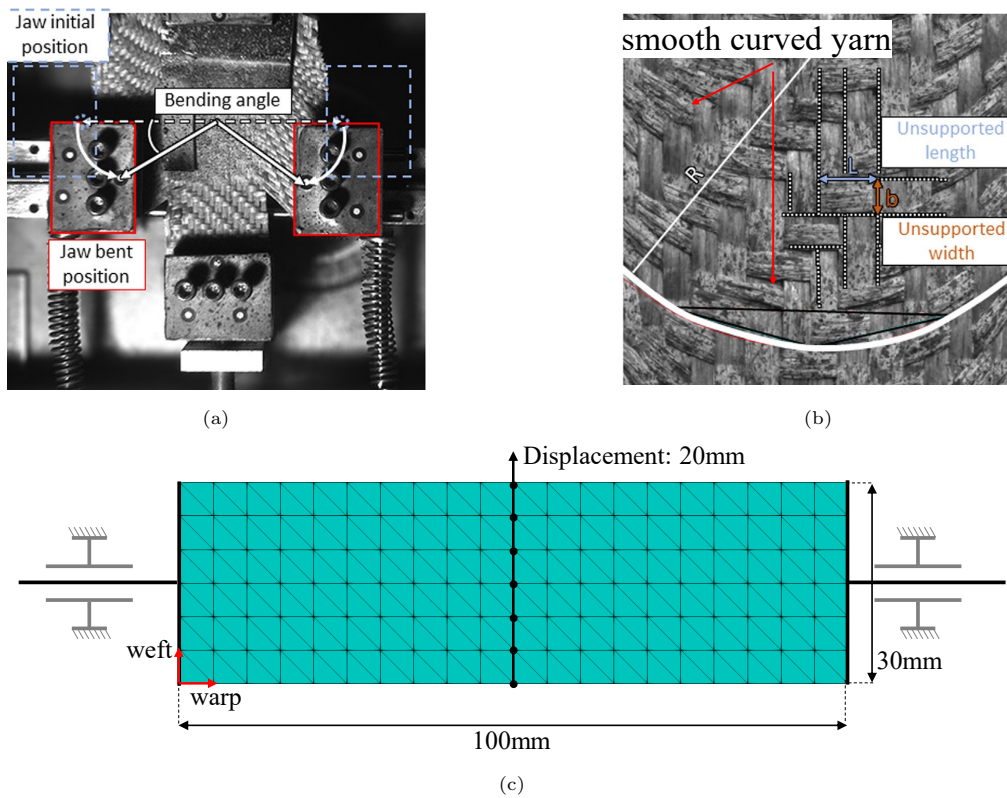 Jaw initial
position
Bending angle
Jaw bent
position
(a)
smooth curved yarn
Unsupported
length
R
L
b
Unsupported
width
(b)
Displacement: 20mm
weft
warp
30mm
100mm
(c)